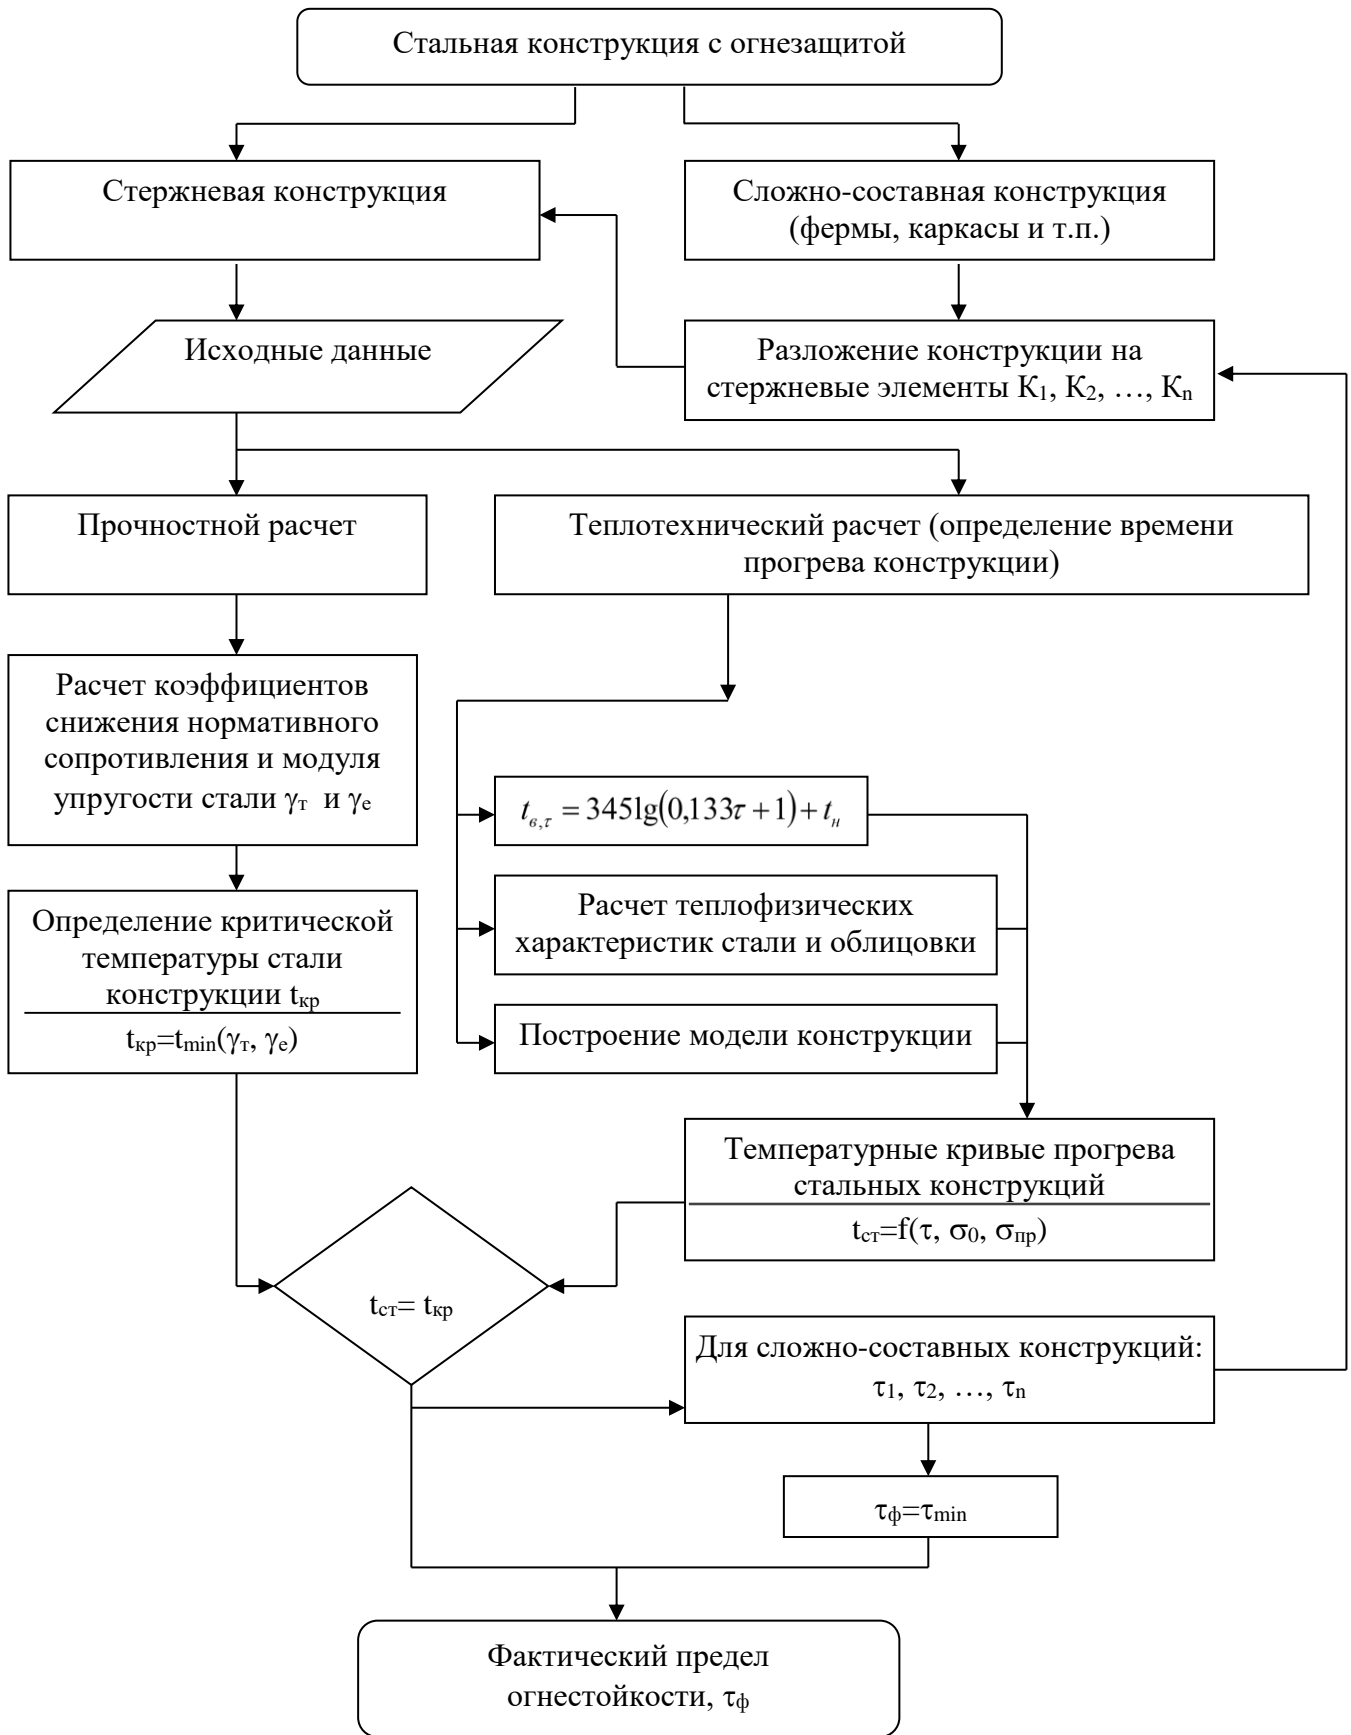 Стальная конструкция с огнезащитой
Стержневая конструкция
Сложно-составная конструкция
(фермы, каркасы и т.п.)
Исходные данные
Разложение конструкции на
стержневые элементы К₁, К₂, …, Кn
Прочностной расчет
Теплотехнический расчет (определение времени
прогрева конструкции)
Расчет коэффициентов
снижения нормативного
сопротивления и модуля
упругости стали γт и γе
t_{в,τ} = 345lg(0,133τ + 1) + t_н
Расчет теплофизических
характеристик стали и облицовки
Построение модели конструкции
Определение критической
температуры стали
конструкции tкр
tкр=tmin(γт, γе)
Температурные кривые прогрева
стальных конструкций
tст=f(τ, σ₀, σпр)
tст= tкр
Для сложно-составных конструкций:
τ₁, τ₂, …, τn
τф=τmin
Фактический предел
огнестойкости, τф